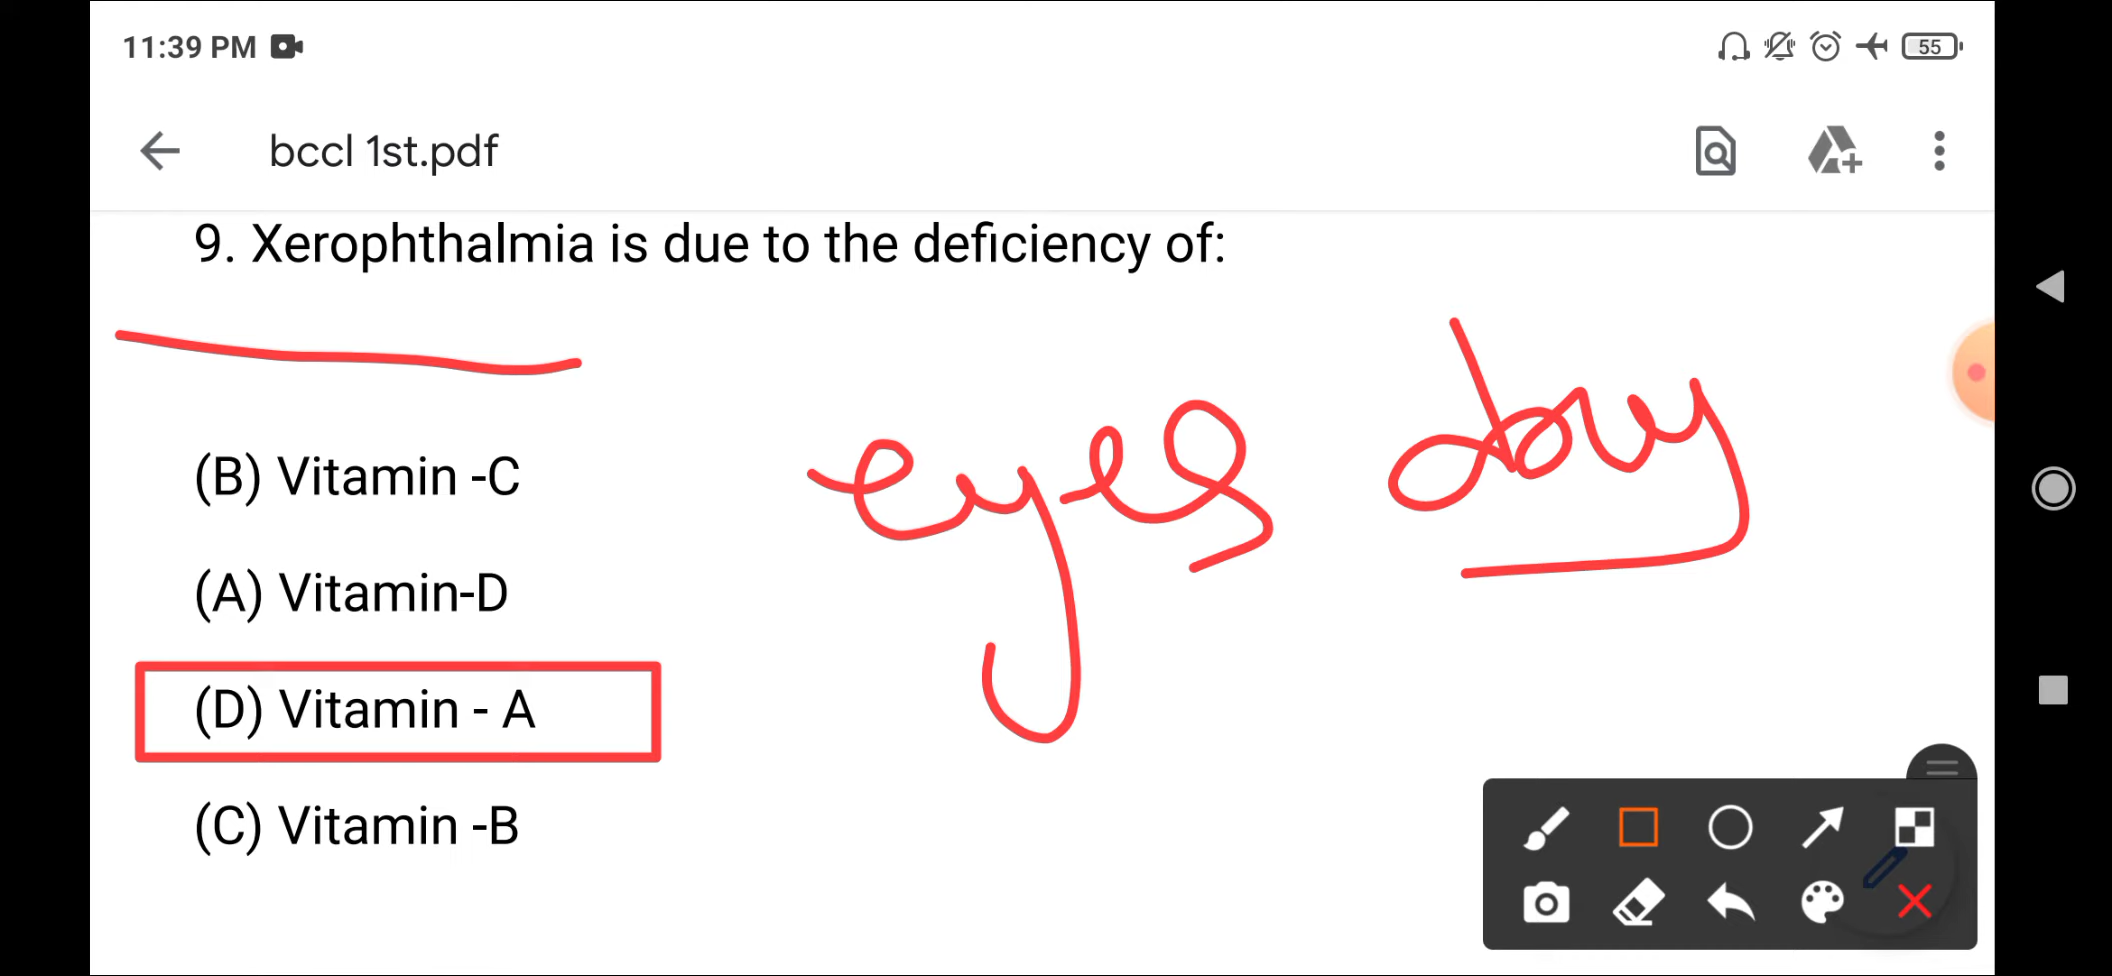 11:39 PM
55
bccl 1st.pdf
9. Xerophthalmia is due to the deficiency of:
eyes dry
(B) Vitamin -C
(A) Vitamin-D
(D) Vitamin - A
(C) Vitamin -B